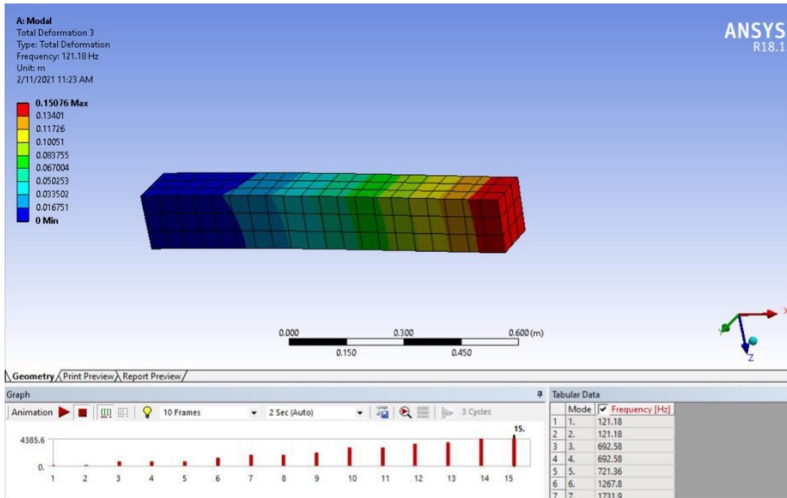 A: Modal
Total Deformation 3
Type: Total Deformation
Frequency: 121.18 Hz
Unit: m
2/11/2021 11:23 AM
0.15076 Max
0.13401
0.11726
0.10051
0.083755
0.067004
0.050253
0.033502
0.016751
0 Min
ANSYS
R18.1
0.000 0.300 0.600 (m)
0.150 0.450
X
Y
Z
Geometry Print Preview Report Preview
Graph
Animation 10 Frames 2 Sec (Auto) 3 Cycles
15.
4385.6
0.
1 2 3 4 5 6 7 8 9 10 11 12 13 14 15
Tabular Data
Mode Frequency [Hz]
1 1. 121.18
2 2. 121.18
3 3. 692.58
4 4. 692.58
5 5. 721.36
6 6. 1267.8
7 7. 1731.9